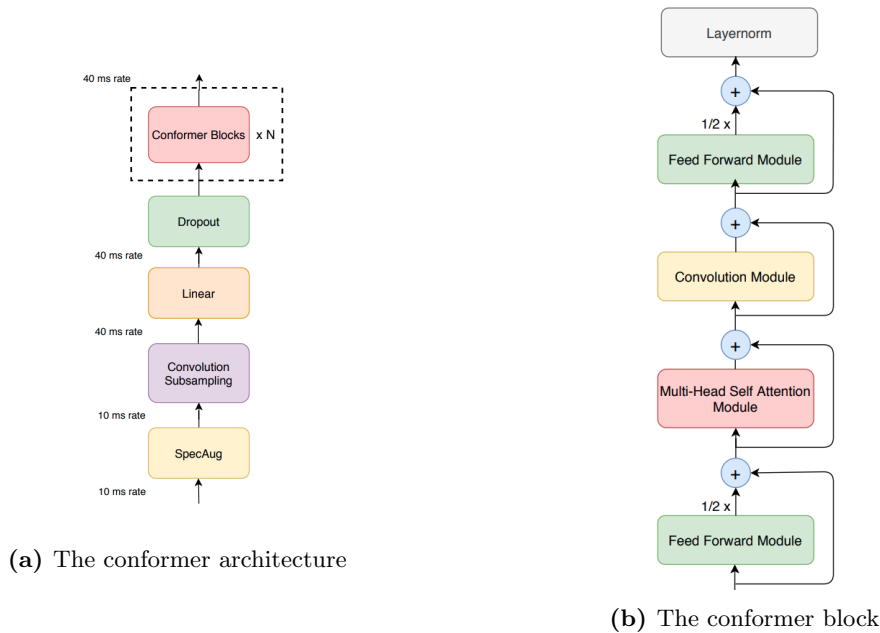 40 ms rate
Conformer Blocks
x N
Dropout
40 ms rate
Linear
40 ms rate
Convolution
Subsampling
10 ms rate
SpecAug
10 ms rate
(a) The conformer architecture
Layernorm
+
1/2 x
Feed Forward Module
+
Convolution Module
+
Multi-Head Self Attention
Module
+
1/2 x
Feed Forward Module
(b) The conformer block